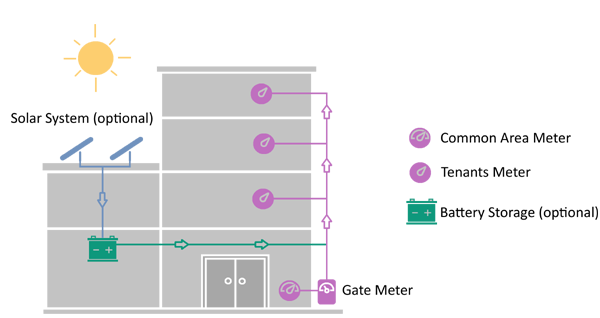 Solar System (optional)
Common Area Meter
Tenants Meter
Battery Storage (optional)
Gate Meter